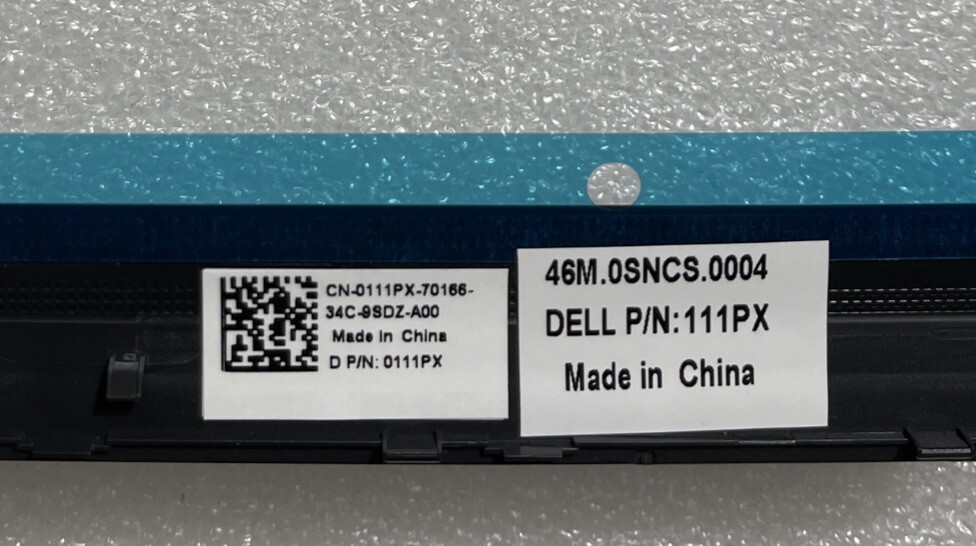 CN-0111PX-70166-
34C-9SDZ-A00
Made in China
D P/N: 0111PX
46M.0SNCS.0004
DELL P/N:111PX
Made in China